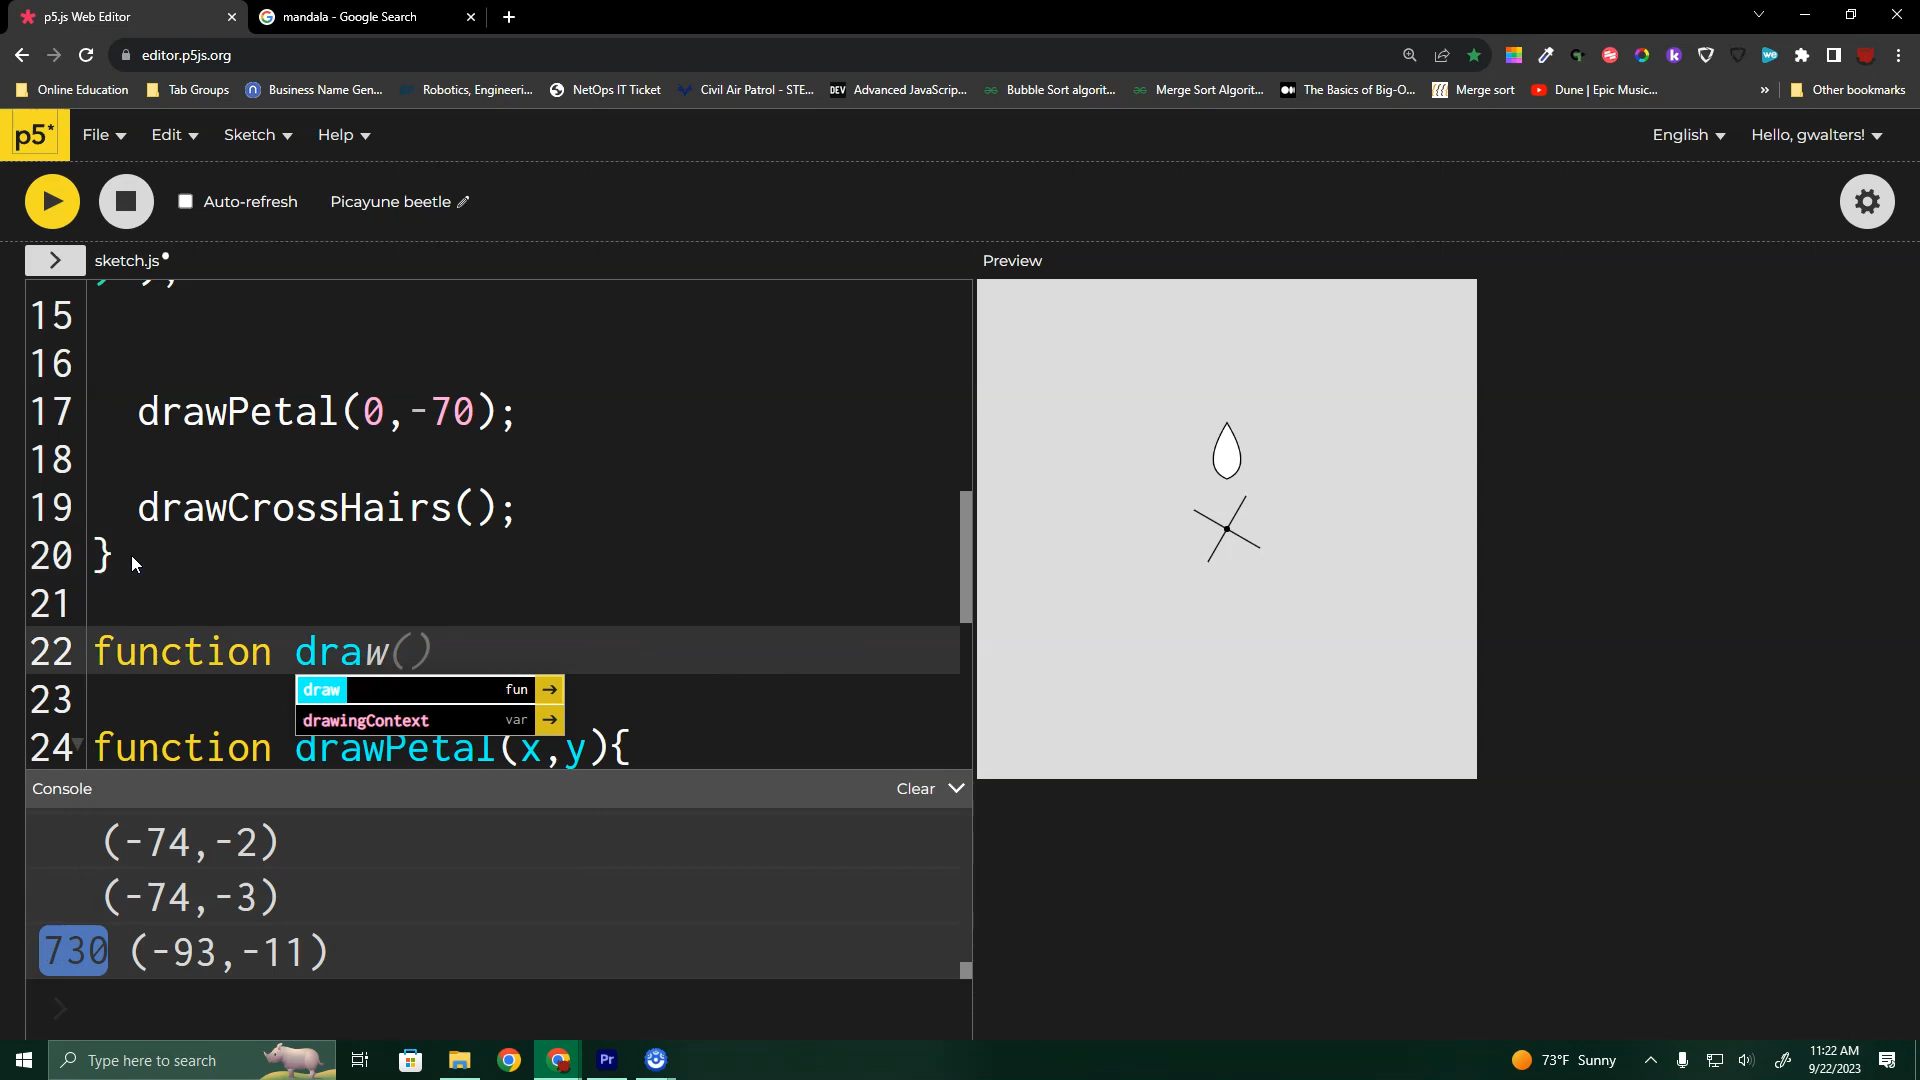 p5.js Web Editor
mandala - Google Search
editor.p5js.org
Online Education
Tab Groups
Business Name Gen...
Robotics, Engineeri...
NetOps IT Ticket
Civil Air Patrol - STE...
DEV Advanced JavaScrip...
Bubble Sort algorit...
Merge Sort Algorit...
The Basics of Big-O...
Merge sort
Dune | Epic Music...
» Other bookmarks
p5* File Edit Sketch Help English Hello, gwalters!
Auto-refresh Picayune beetle
> sketch.js Preview
15
16
17 drawPetal(0,-70);
18
19 drawCrossHairs();
20 }
21
22 function draw()
draw fun →
drawingContext var →
23
24 function drawPetal(x,y){
Console Clear
(-74,-2)
(-74,-3)
730 (-93,-11)
>
Type here to search
Pr
73°F Sunny
11:22 AM
9/22/2023